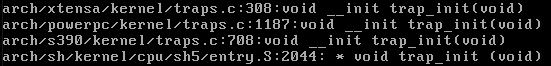 arch/xtensa/kernel/traps.c:308:void __init trap_init(void)
arch/powerpc/kernel/traps.c:1187:void __init trap_init(void)
arch/s390/kernel/traps.c:708:void __init trap_init(void)
arch/sh/kernel/cpu/sh5/entry.S:2044: * void trap_init (void)